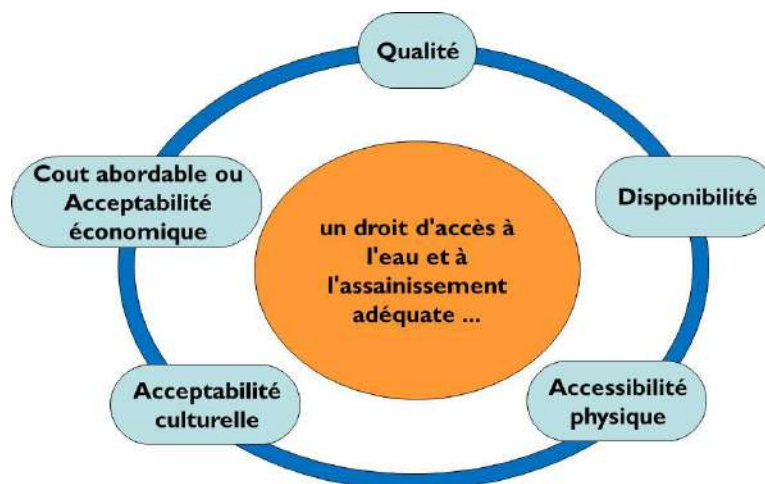 Qualité
Cout abordable ou
Acceptabilité
économique
Disponibilité
un droit d'accès à
l'eau et à
l'assainissement
adéquate ...
Acceptabilité
culturelle
Accessibilité
physique